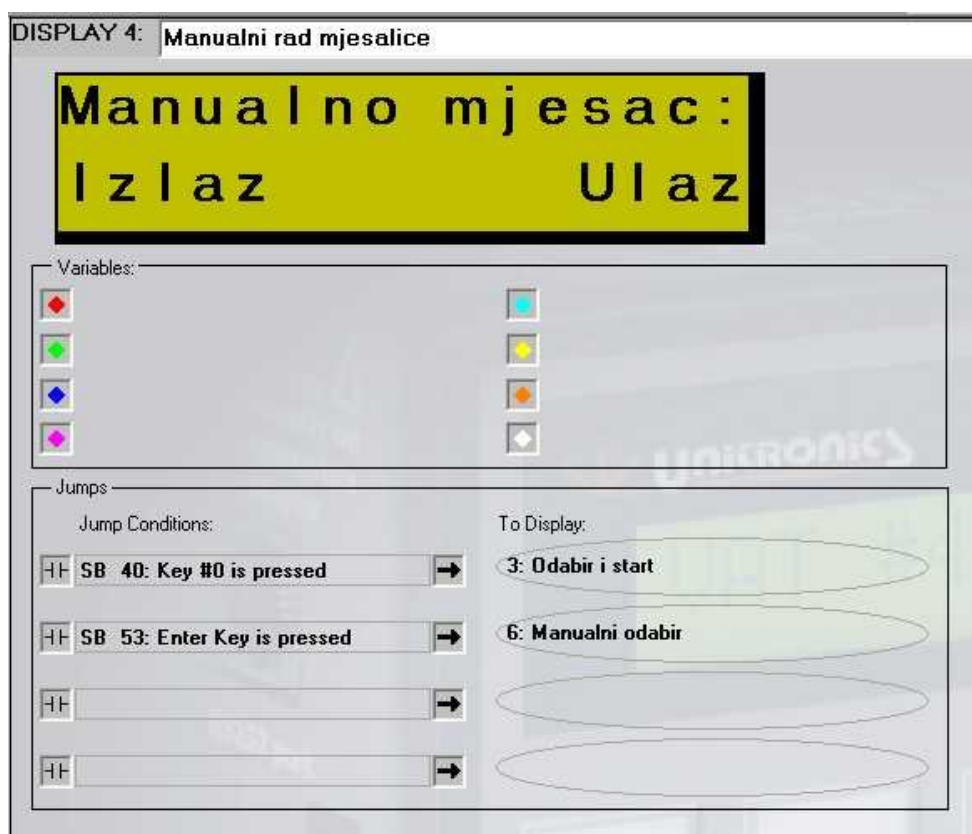 DISPLAY 4: Manualni rad mjesalice
Manualno mjesac:
Izlaz Ulaz
Variables:
UNITRONICS
Jumps
Jump Conditions: To Display:
SB 40: Key #0 is pressed 3: Odabir i start
SB 53: Enter Key is pressed 6: Manualni odabir